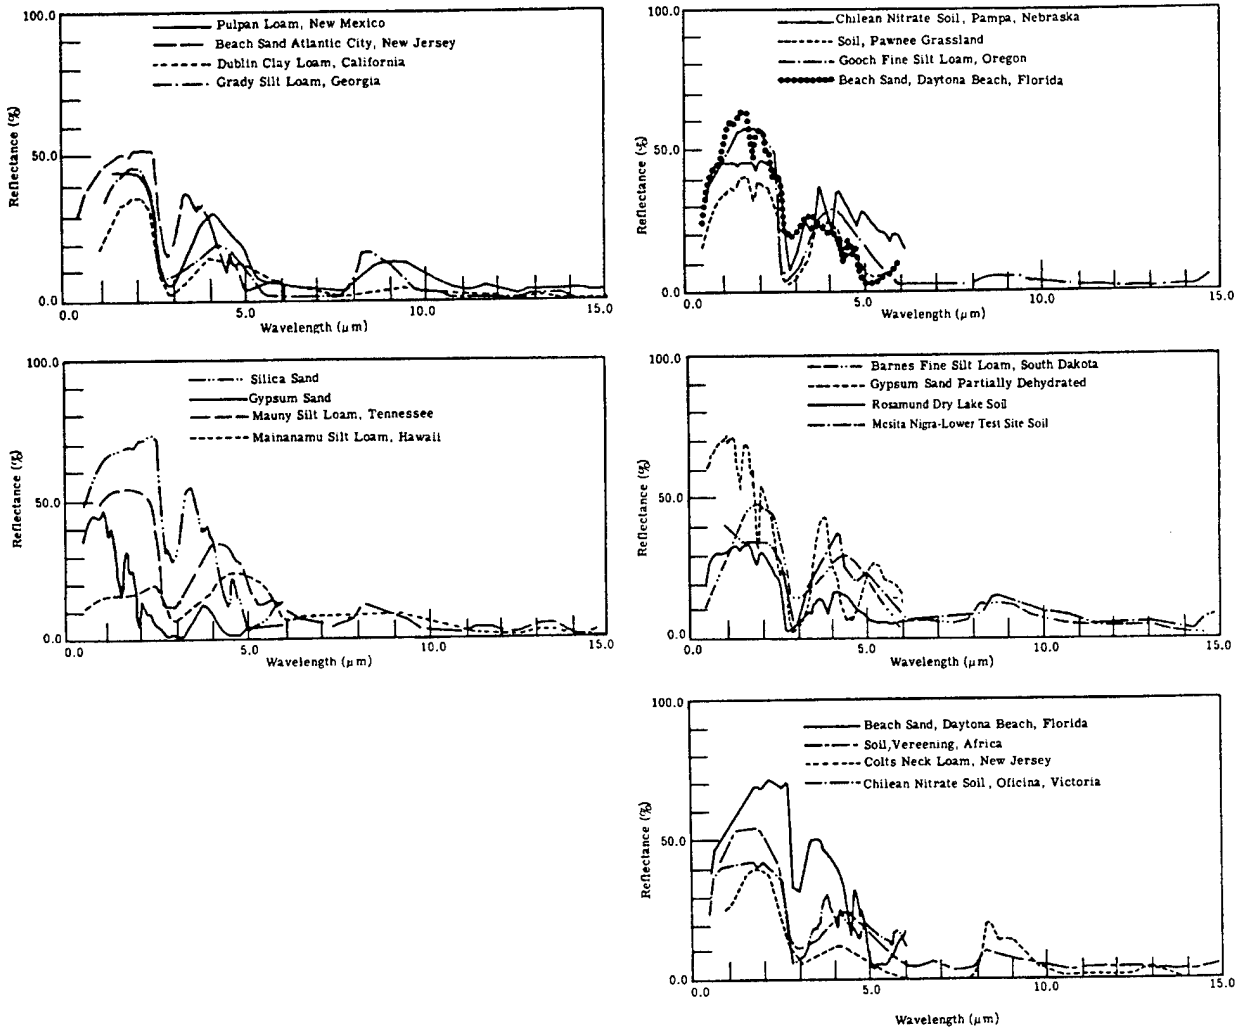 100.0
Pulpan Loam, New Mexico
Beach Sand Atlantic City, New Jersey
Dublin Clay Loam, California
Grady Silt Loam, Georgia
Reflectance (%)
50.0
0.0
0.0 5.0 10.0 15.0
Wavelength (μm)
100.0
Chilean Nitrate Soil, Pampa, Nebraska
Soil, Pawnee Grassland
Gooch Fine Silt Loam, Oregon
Beach Sand, Daytona Beach, Florida
Reflectance (%)
50.0
0.0
0.0 5.0 10.0 15.0
Wavelength (μm)
100.0
Silica Sand
Gypsum Sand
Mauny Silt Loam, Tennessee
Mainanamu Silt Loam, Hawaii
Reflectance (%)
50.0
0.0
0.0 5.0 10.0 15.0
Wavelength (μm)
100.0
Barnes Fine Silt Loam, South Dakota
Gypsum Sand Partially Dehydrated
Rosamund Dry Lake Soil
Mesita Nigra-Lower Test Site Soil
Reflectance (%)
50.0
0.0
0.0 5.0 10.0 15.0
Wavelength (μm)
100.0
Beach Sand, Daytona Beach, Florida
Soil, Vereening, Africa
Colts Neck Loam, New Jersey
Chilean Nitrate Soil, Oficina, Victoria
Reflectance (%)
50.0
0.0
0.0 5.0 10.0 15.0
Wavelength (μm)